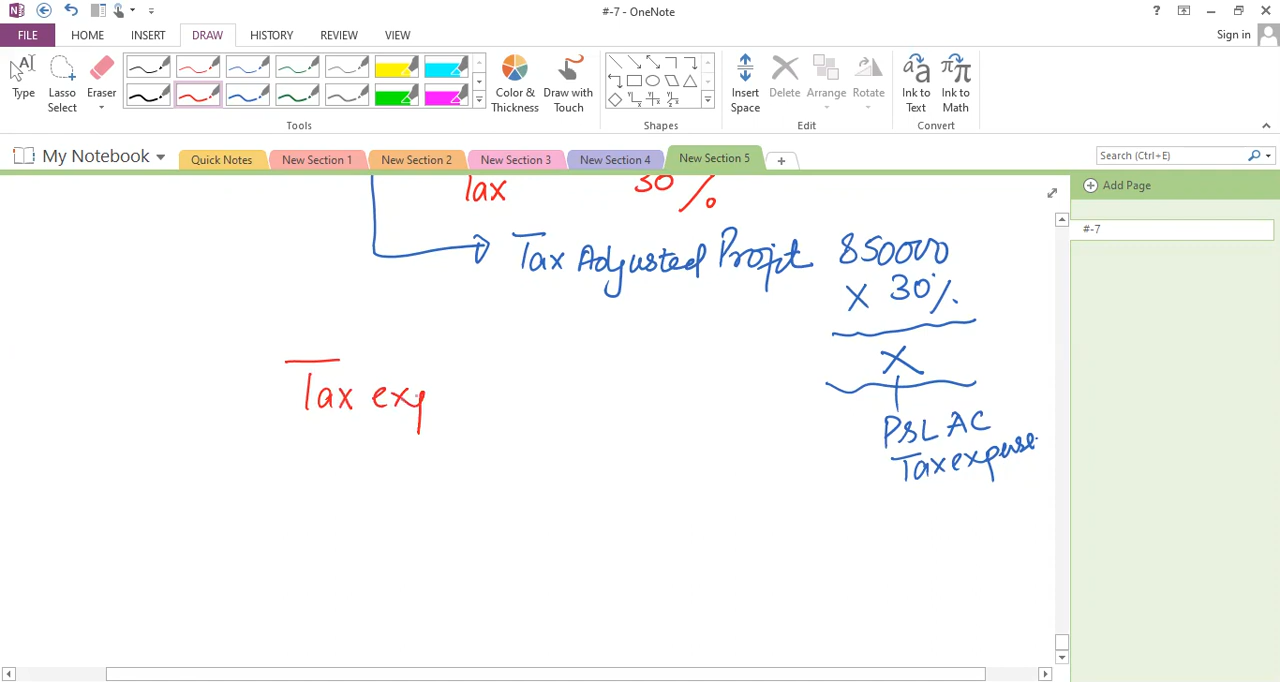 #-7 - OneNote
? 
Sign in
FILE HOME INSERT DRAW HISTORY REVIEW VIEW
Type Lasso Select Eraser Color & Thickness Draw with Touch Insert Space Delete Arrange Rotate Ink to Text Ink to Math
Tools Shapes Edit Convert
My Notebook Quick Notes New Section 1 New Section 2 New Section 3 New Section 4 New Section 5
Search (Ctrl+E)
Add Page
#-7
Tax 30%
Tax Adjusted Profit 850000
X 30%
X
Tax exp
P&L AC
Tax expense